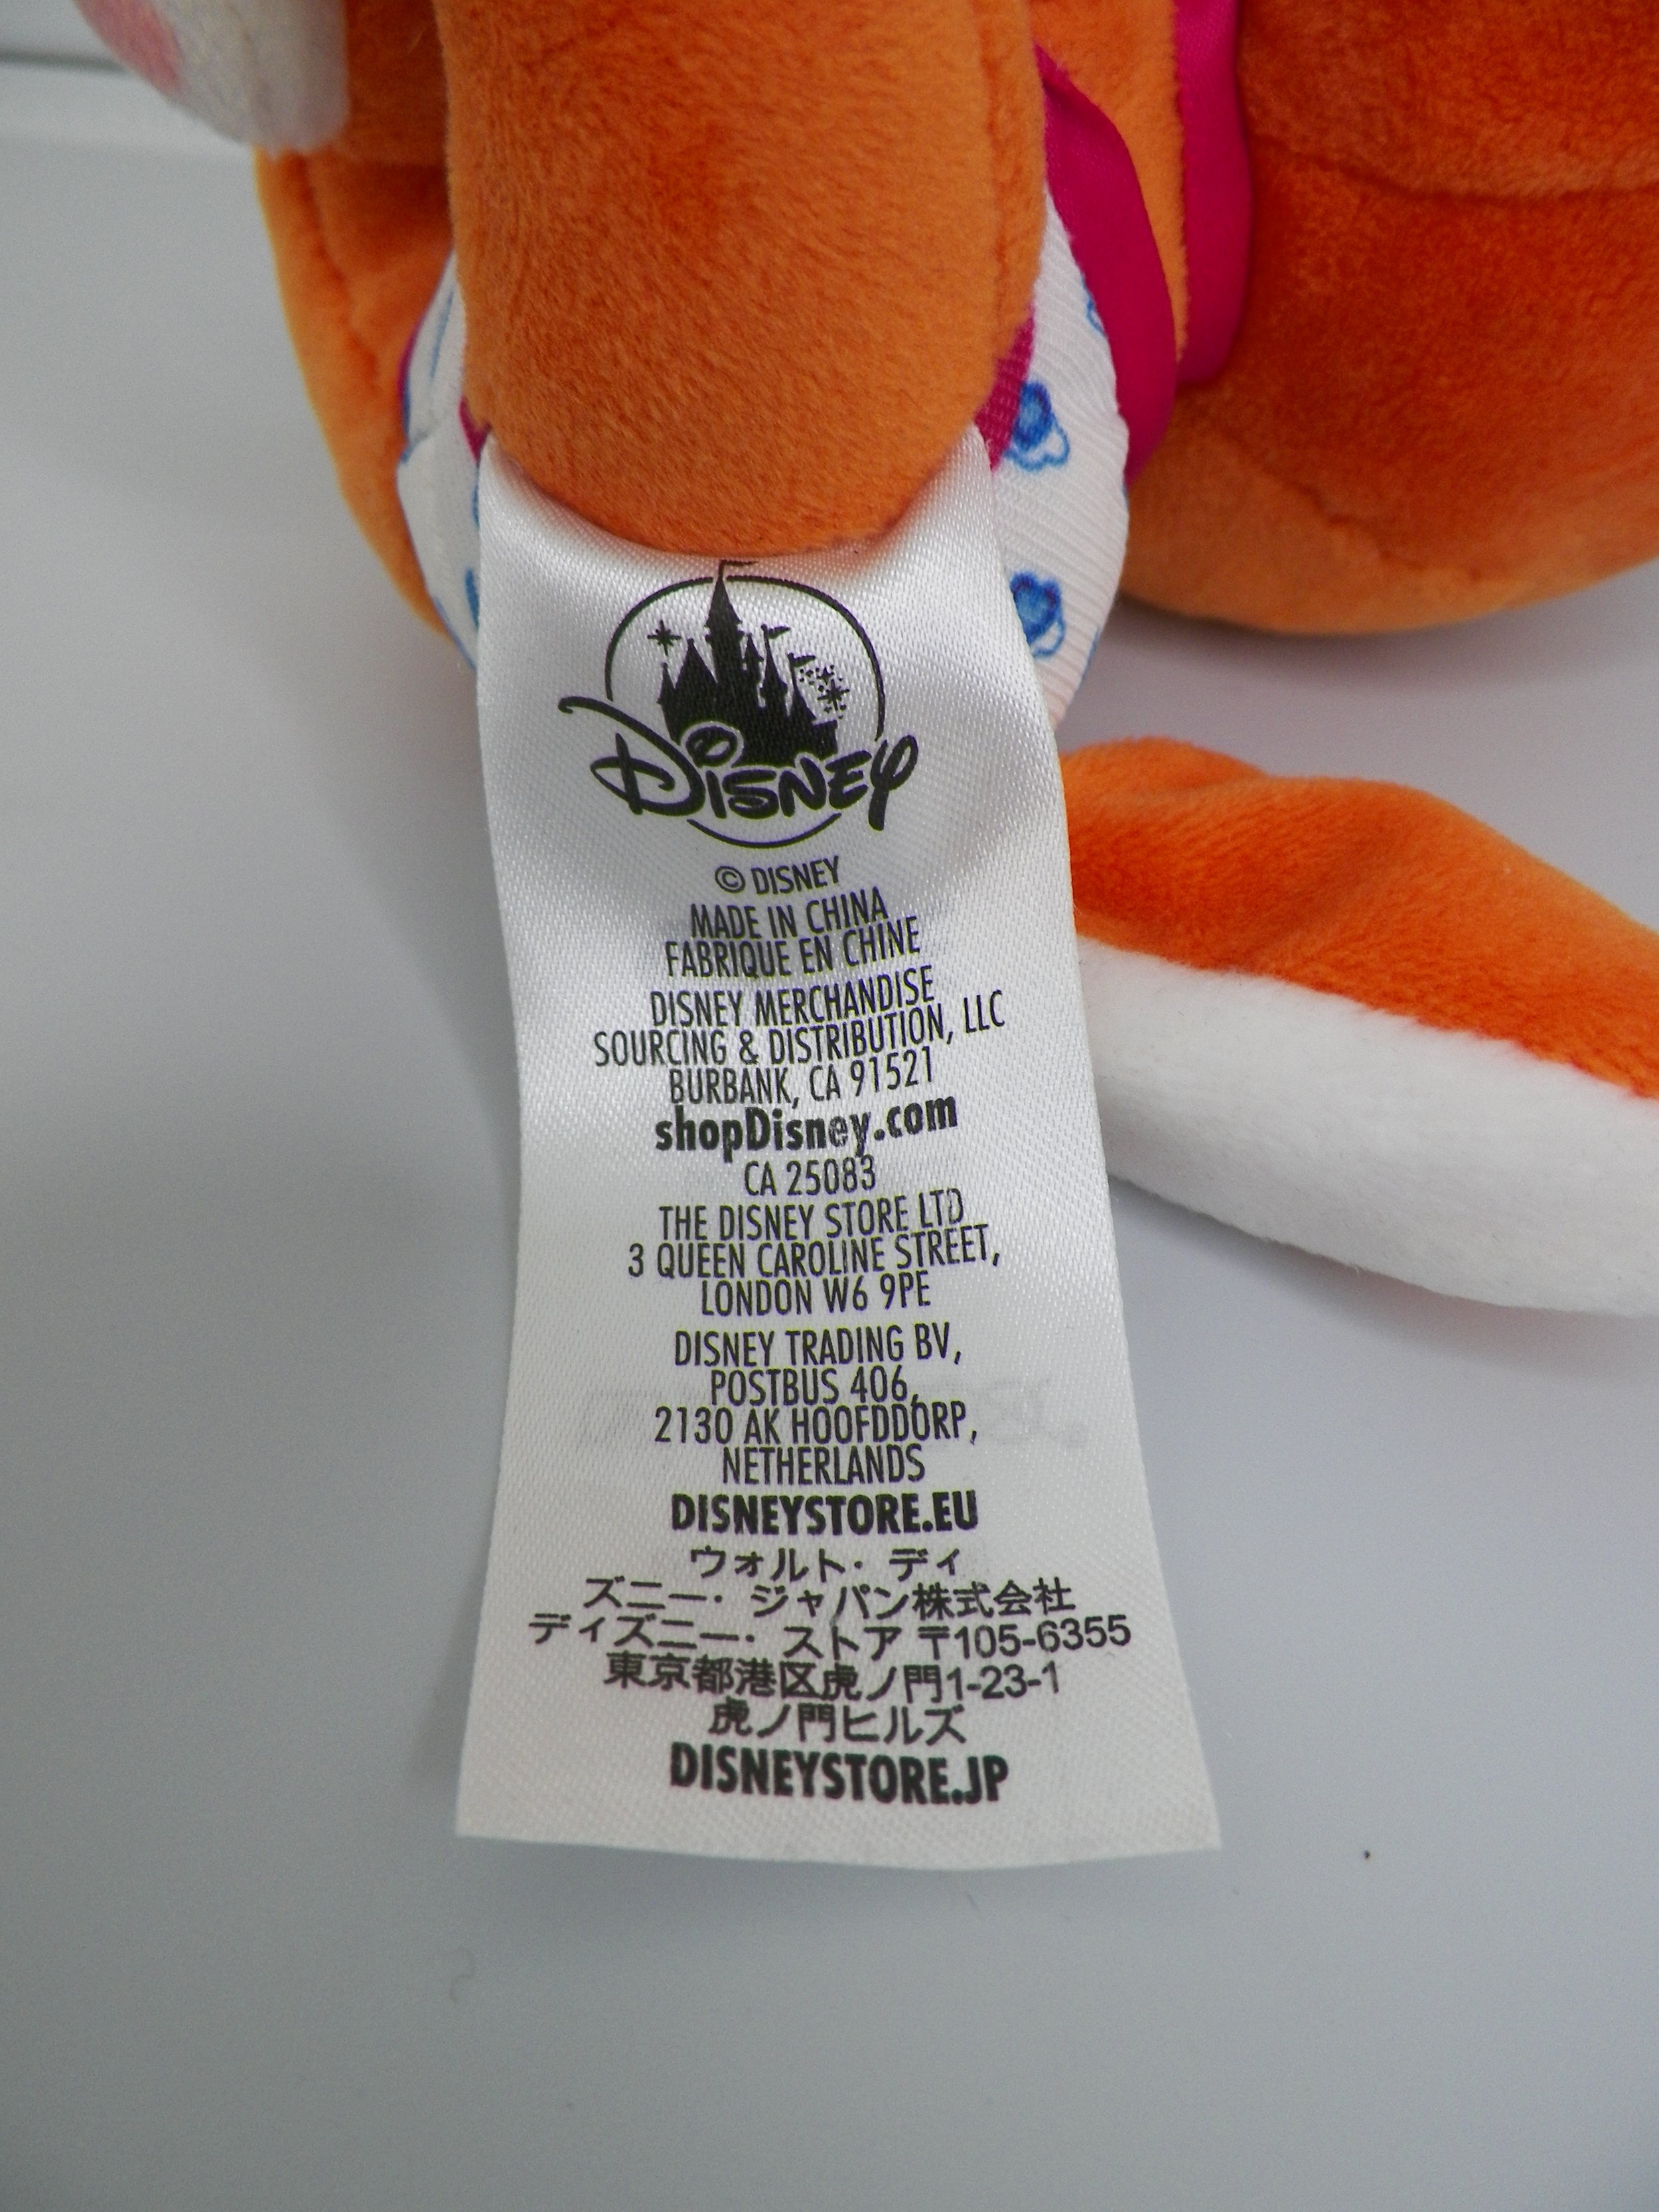 DISNEY
© DISNEY
MADE IN CHINA
FABRIQUE EN CHINE
DISNEY MERCHANDISE
SOURCING & DISTRIBUTION, LLC
BURBANK, CA 91521
shopDisney.com
CA 25083
THE DISNEY STORE LTD
3 QUEEN CAROLINE STREET,
LONDON W6 9PE
DISNEY TRADING BV,
POSTBUS 406,
2130 AK HOOFDDORP,
NETHERLANDS
DISNEYSTORE.EU
ウォルト・ディ
ズニー・ジャパン株式会社
ディズニー・ストア 〒105-6355
東京都港区虎ノ門1-23-1
虎ノ門ヒルズ
DISNEYSTORE.JP